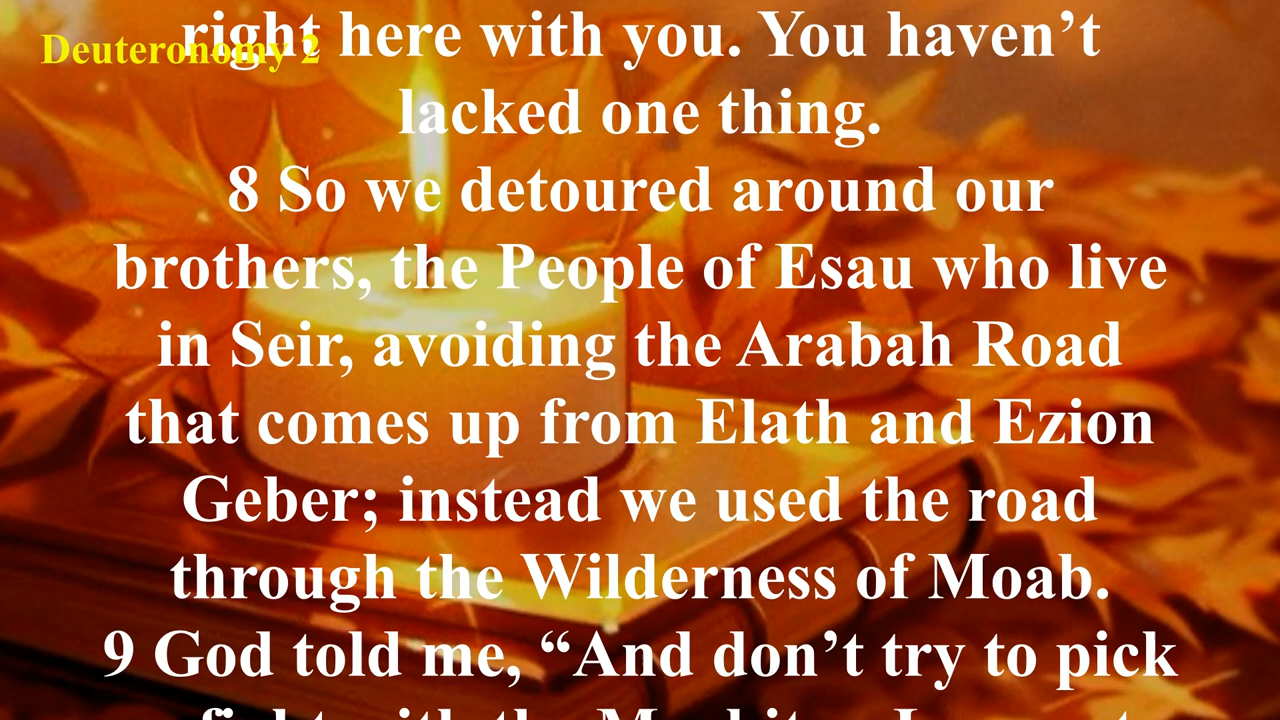 Deuteronomy 2
right here with you. You haven’t
lacked one thing.
8 So we detoured around our
brothers, the People of Esau who live
in Seir, avoiding the Arabah Road
that comes up from Elath and Ezion
Geber; instead we used the road
through the Wilderness of Moab.
9 God told me, “And don’t try to pick